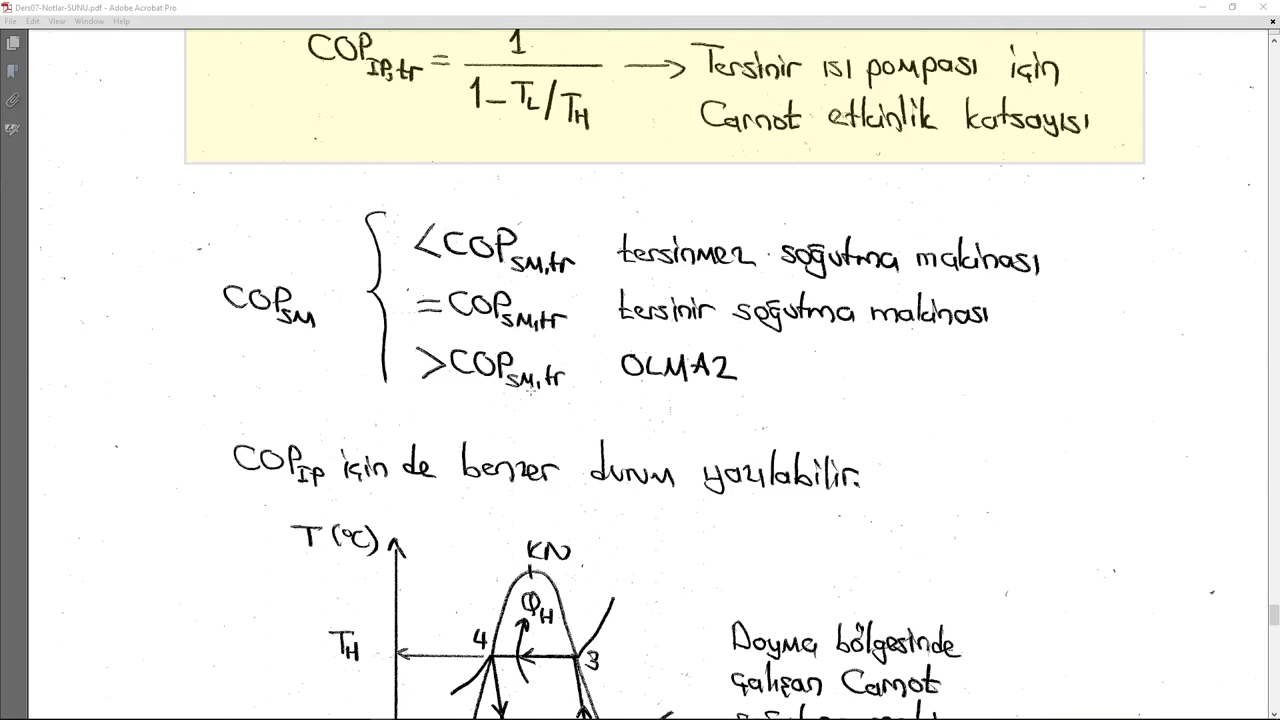 Ders07-Notlar-SUNU.pdf - Adobe Acrobat Pro
File Edit View Window Help
COP_IP,tr = 1 / (1 - T_L/T_H) → Tersinir ısı pompası için
Carnot etkinlik katsayısı
COP_SM { <COP_SM,tr tersinmez soğutma makinası
=COP_SM,tr tersinir soğutma makinası
>COP_SM,tr OLMAZ
COP_IP için de benzer durum yazılabilir.
T (°C)
KN
Q_H
T_H 4 3
Doyma bölgesinde
çalışan Carnot